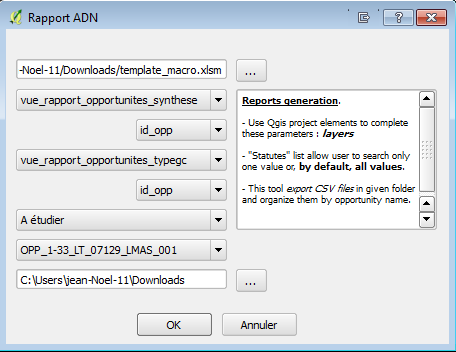 Rapport ADN
-Noel-11/Downloads/template_macro.xlsm
...
vue_rapport_opportunites_synthese
id_opp
vue_rapport_opportunites_typegc
id_opp
A étudier
OPP_1-33_LT_07129_LMAS_001
C:\Users\jean-Noel-11\Downloads
...
Reports generation.
- Use Qgis project elements to complete
these parameters : layers
- "Statutes" list allow user to search only
one value or, by default, all values.
- This tool export CSV files in given folder
and organize them by opportunity name.
OK
Annuler